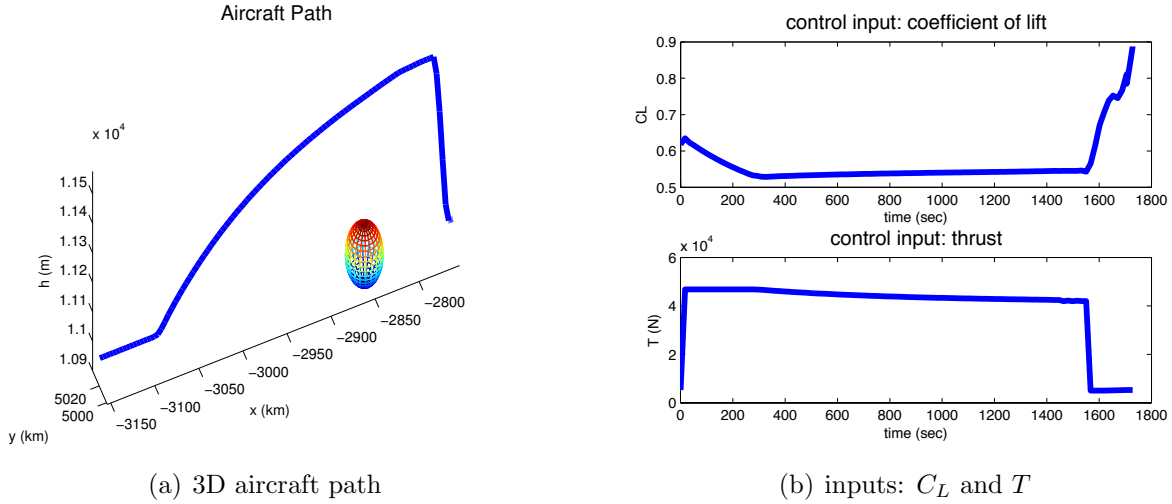 Aircraft Path
x 10^4
1.15
1.14
1.13
1.12
1.11
1.1
1.09
h (m)
5020
5000
y (km)
−3150
−3100
−3050
−3000
−2950
−2900
−2850
−2800
x (km)
(a) 3D aircraft path
control input: coefficient of lift
0.9
0.8
0.7
0.6
0.5
CL
0 200 400 600 800 1000 1200 1400 1600 1800
time (sec)
control input: thrust
x 10^4
6
4
2
0
T (N)
0 200 400 600 800 1000 1200 1400 1600 1800
time (sec)
(b) inputs: C_L and T